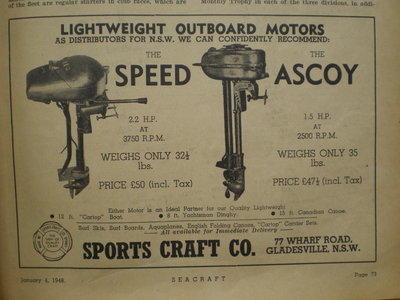 of the fleet are regular starters in club races, which are
Monthly Trophy in each of the three divisions, in addi-
LIGHTWEIGHT OUTBOARD MOTORS
AS DISTRIBUTORS FOR N.S.W. WE CAN CONFIDENTLY RECOMMEND:
THE
SPEED
2.2 H.P.
AT
3750 R.P.M.
WEIGHS ONLY 32½
lbs.
PRICE £50 (incl. Tax)
THE
ASCOY
1.5 H.P.
AT
2500 R.P.M.
WEIGHS ONLY 35
lbs.
PRICE £47½ (incl. Tax)
Either Motor is an Ideal Partner for our Quality Lightweight
● 12 ft. "Cartop" Boat. ● 8 ft. Yachtsman Dinghy. ● 15 ft. Canadian Canoe.
Surf Skis, Surf Boards, Aquaplanes, English Folding Canoes, "Cartop" Carrier Sets.
All available for Immediate Delivery
SPORTS CRAFT CO.
77 WHARF ROAD,
GLADESVILLE, N.S.W.
January 4, 1948.
SEACRAFT
Page 73